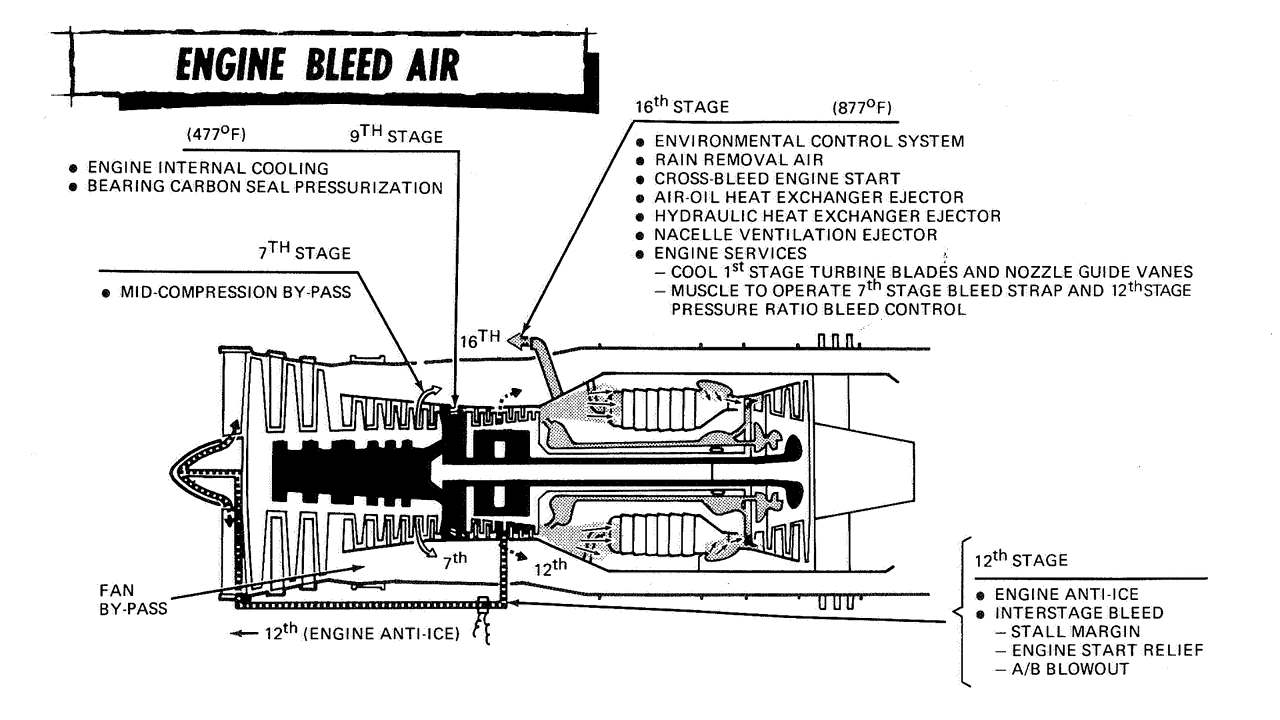 ENGINE BLEED AIR
(477°F) 9TH STAGE
● ENGINE INTERNAL COOLING
● BEARING CARBON SEAL PRESSURIZATION
7TH STAGE
● MID-COMPRESSION BY-PASS
16th STAGE (877°F)
● ENVIRONMENTAL CONTROL SYSTEM
● RAIN REMOVAL AIR
● CROSS-BLEED ENGINE START
● AIR-OIL HEAT EXCHANGER EJECTOR
● HYDRAULIC HEAT EXCHANGER EJECTOR
● NACELLE VENTILATION EJECTOR
● ENGINE SERVICES
– COOL 1st STAGE TURBINE BLADES AND NOZZLE GUIDE VANES
– MUSCLE TO OPERATE 7th STAGE BLEED STRAP AND 12th STAGE
PRESSURE RATIO BLEED CONTROL
16TH
7th
12th
FAN
BY-PASS
12th (ENGINE ANTI-ICE)
12th STAGE
● ENGINE ANTI-ICE
● INTERSTAGE BLEED
– STALL MARGIN
– ENGINE START RELIEF
– A/B BLOWOUT